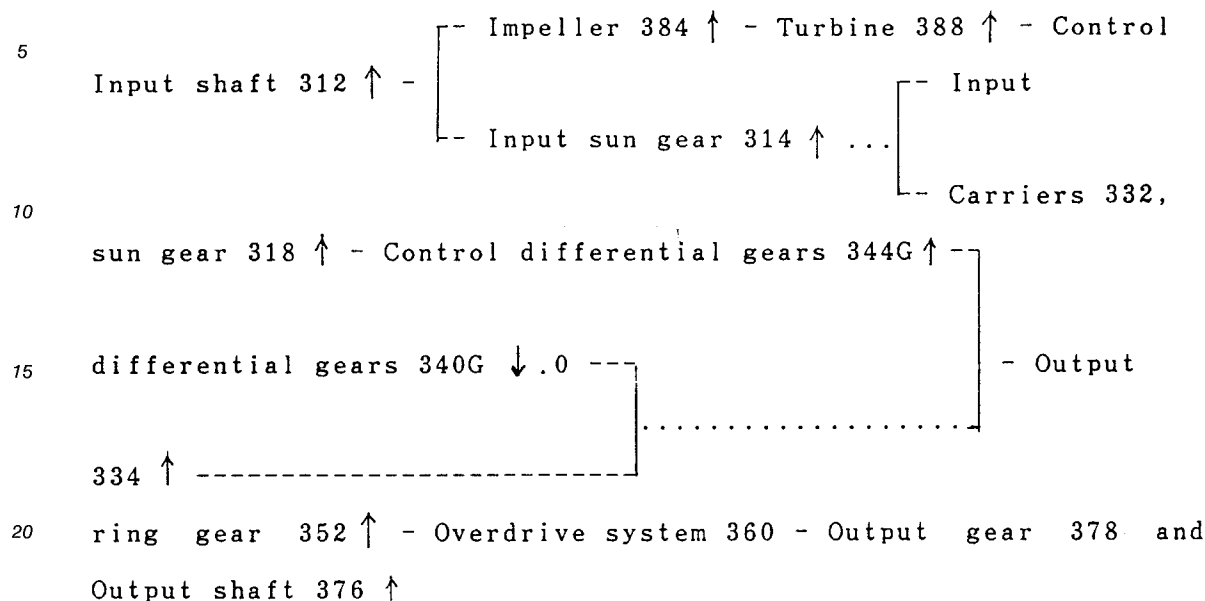 ┌-- Impeller 384 ↑ - Turbine 388 ↑ - Control
5
Input shaft 312 ↑ -
┌-- Input
└-- Input sun gear 314 ↑ ...
└-- Carriers 332,
10
sun gear 318 ↑ - Control differential gears 344G ↑ --┐
15 differential gears 340G ↓ .0 ---┐ - Output
....................
334 ↑ --------------
20 ring gear 352 ↑ - Overdrive system 360 - Output gear 378 and
Output shaft 376 ↑